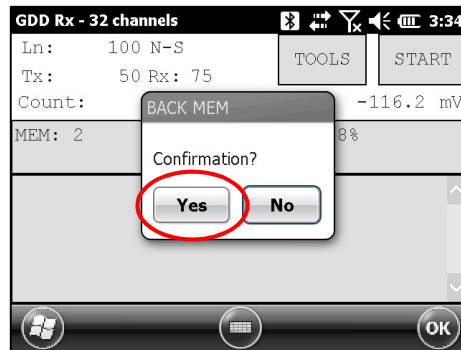 GDD Rx - 32 channels 3:34
Ln: 100 N-S
TOOLS START
Tx: 50 Rx: 75
Count: -116.2 mV
BACK MEM
MEM: 2 8%
Confirmation?
Yes No
OK